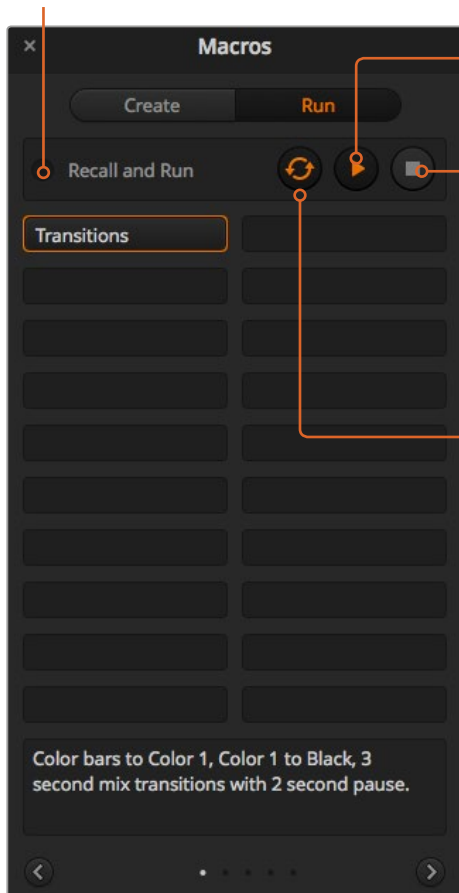 Macros
Create
Run
Recall and Run
Transitions
Color bars to Color 1, Color 1 to Black, 3
second mix transitions with 2 second pause.